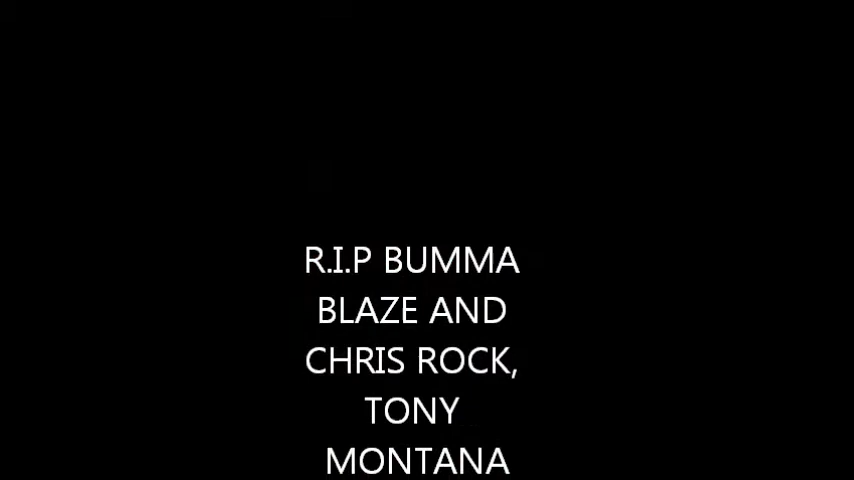 R.I.P BUMMA
BLAZE AND
CHRIS ROCK,
TONY
MONTANA